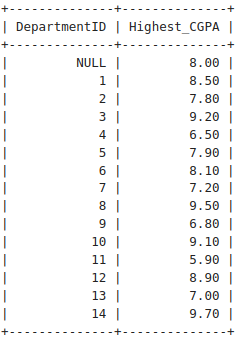 +--------------+--------------+
| DepartmentID | Highest_CGPA |
+--------------+--------------+
|         NULL |         8.00 |
|            1 |         8.50 |
|            2 |         7.80 |
|            3 |         9.20 |
|            4 |         6.50 |
|            5 |         7.90 |
|            6 |         8.10 |
|            7 |         7.20 |
|            8 |         9.50 |
|            9 |         6.80 |
|           10 |         9.10 |
|           11 |         5.90 |
|           12 |         8.90 |
|           13 |         7.00 |
|           14 |         9.70 |
+--------------+--------------+